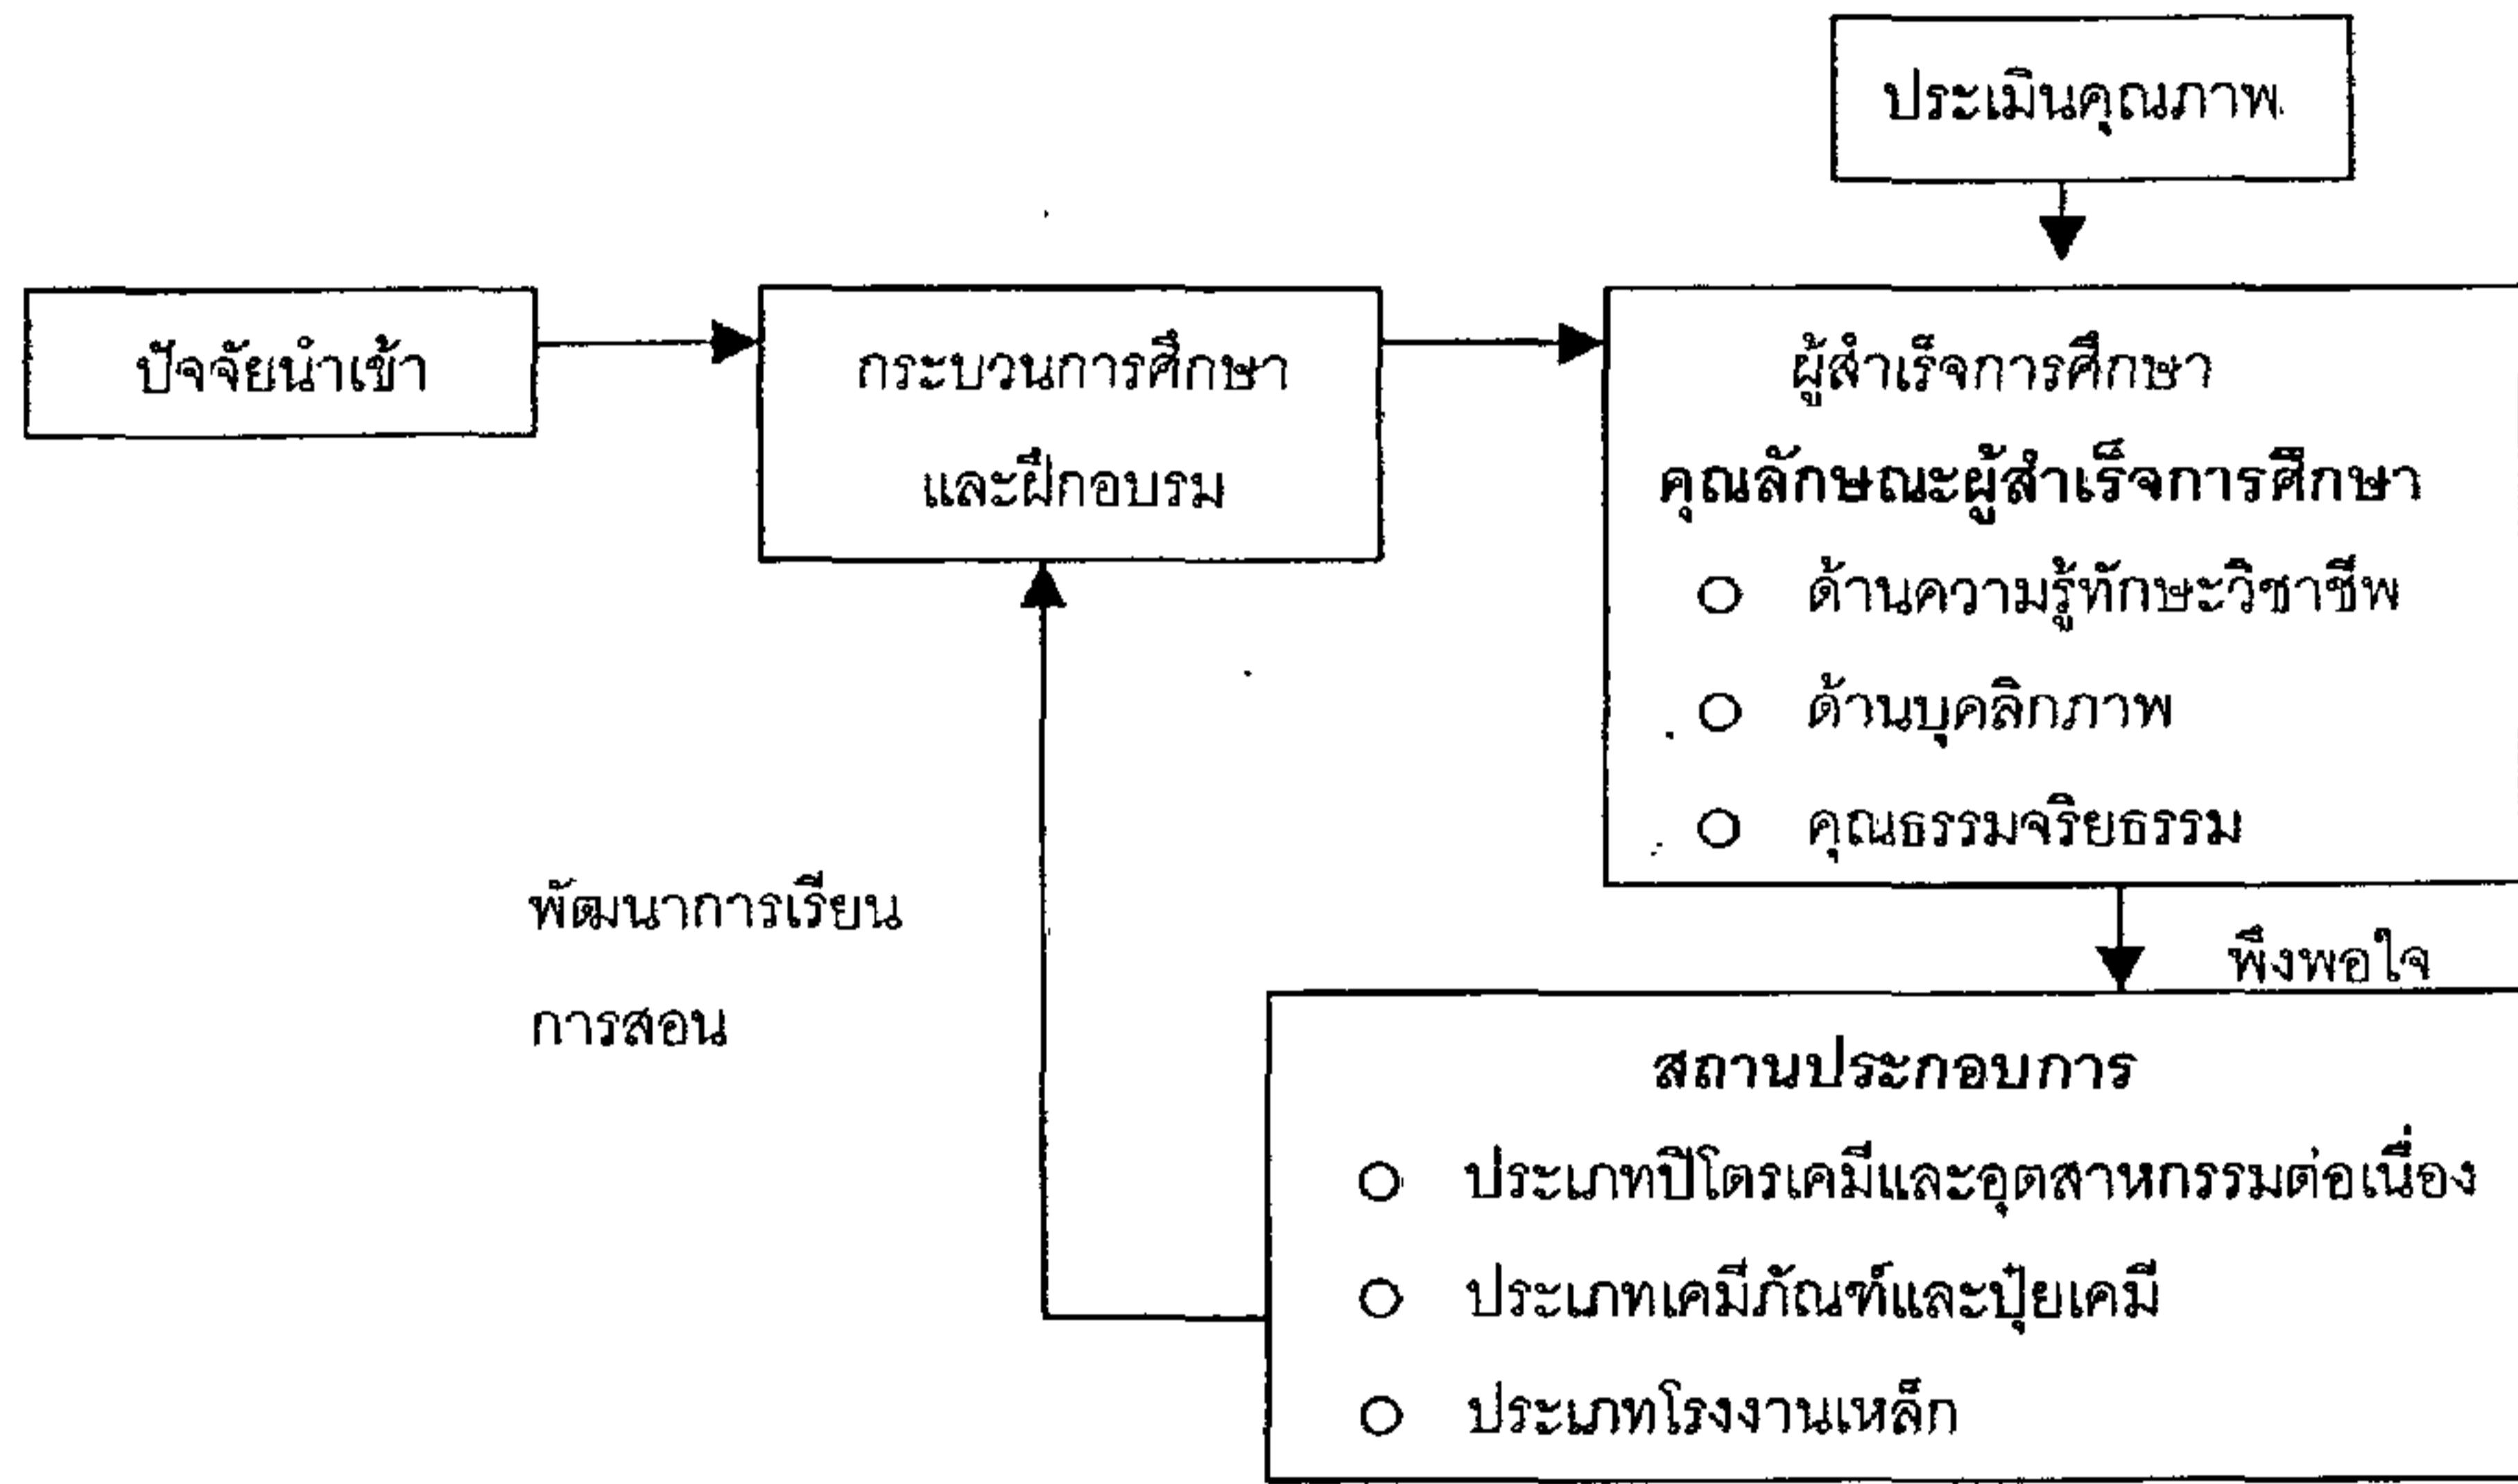 ประเมินคุณภาพ
ปัจจัยนำเข้า
กระบวนการศึกษา
และฝึกอบรม
ผู้สำเร็จการศึกษา
คุณลักษณะผู้สำเร็จการศึกษา
○ ด้านความรู้ทักษะวิชาชีพ
○ ด้านบุคลิกภาพ
○ คุณธรรมจริยธรรม
พัฒนาการเรียน
การสอน
พึงพอใจ
สถานประกอบการ
○ ประเภทปิโตรเคมีและอุตสาหกรรมต่อเนื่อง
○ ประเภทเคมีภัณฑ์และปุ๋ยเคมี
○ ประเภทโรงงานเหล็ก